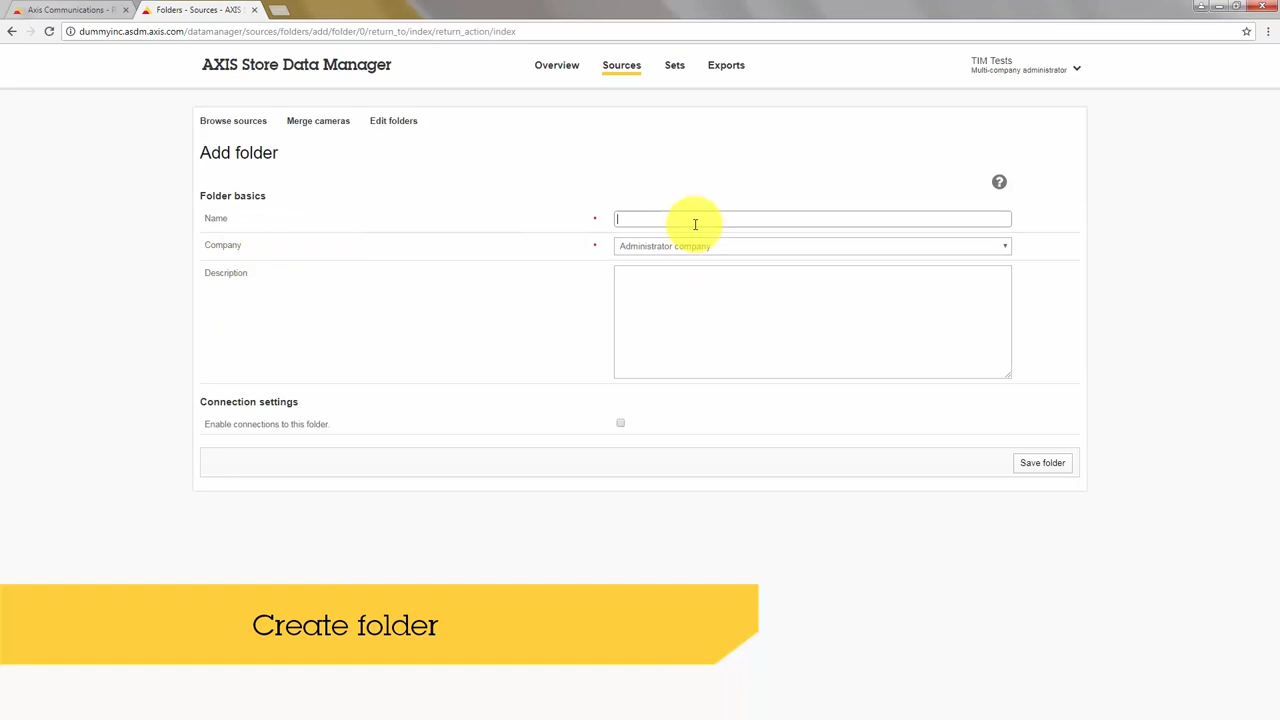 Axis Communications - P
Folders - Sources - AXIS
dummyinc.asdm.axis.com/datamanager/sources/folders/add/folder/0/return_to/index/return_action/index
AXIS Store Data Manager
Overview
Sources
Sets
Exports
TIM Tests
Multi-company administrator
Browse sources
Merge cameras
Edit folders
Add folder
?
Folder basics
Name
*
Company
*
Administrator company
Description
Connection settings
Enable connections to this folder.
Save folder
Create folder